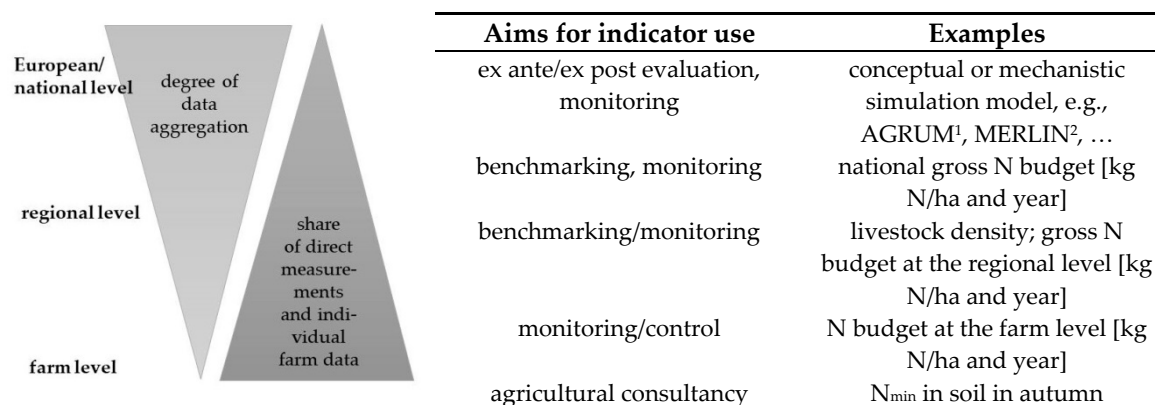 European/
national level
degree of
data
aggregation
regional level
share
of direct
measure-
ments
and indi-
vidual
farm data
farm level
Aims for indicator use Examples
ex ante/ex post evaluation, conceptual or mechanistic
monitoring simulation model, e.g.,
AGRUM¹, MERLIN², …
benchmarking, monitoring national gross N budget [kg
N/ha and year]
benchmarking/monitoring livestock density; gross N
budget at the regional level [kg
N/ha and year]
monitoring/control N budget at the farm level [kg
N/ha and year]
agricultural consultancy Nmin in soil in autumn